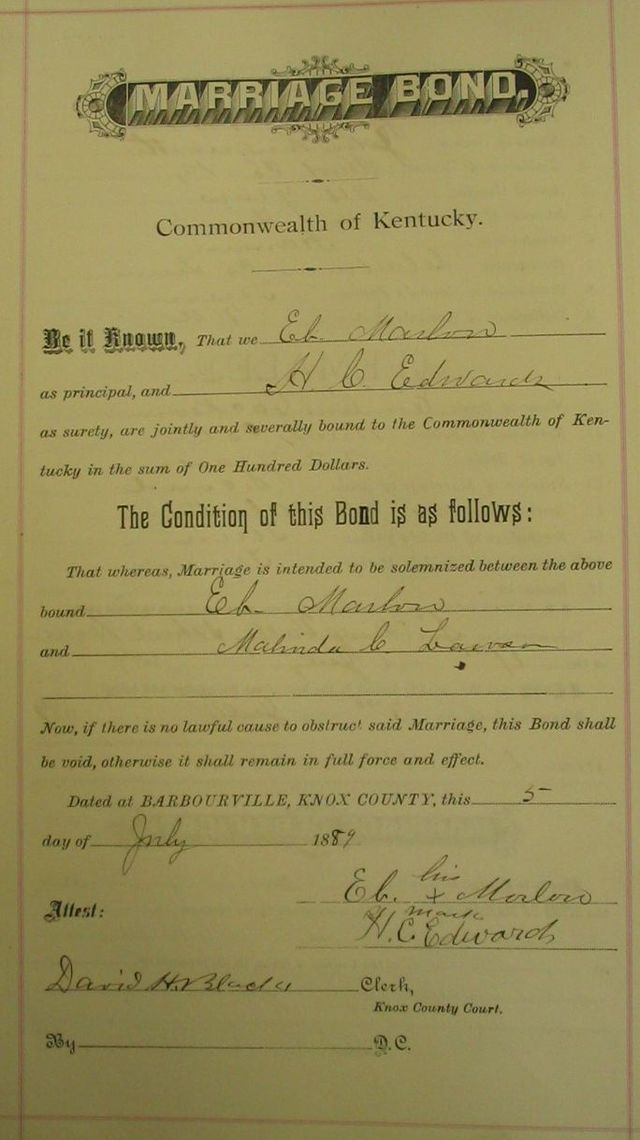 MARRIAGE BOND.
Commonwealth of Kentucky.
Be it Known, That we Eb. Marlow
as principal, and H C. Edwards
as surety, are jointly and severally bound to the Commonwealth of Ken-
tucky in the sum of One Hundred Dollars.
The Condition of this Bond is as follows:
That whereas, Marriage is intended to be solemnized between the above
bound Eb. Marlow
and Malinda C Lawson
Now, if there is no lawful cause to obstruct said Marriage, this Bond shall
be void, otherwise it shall remain in full force and effect.
Dated at BARBOURVILLE, KNOX COUNTY, this 5
day of July 1889
his
Eb. + Marlow
mark
Attest:
H. C. Edwards
David H. Clerk,
Knox County Court.
By D.C.